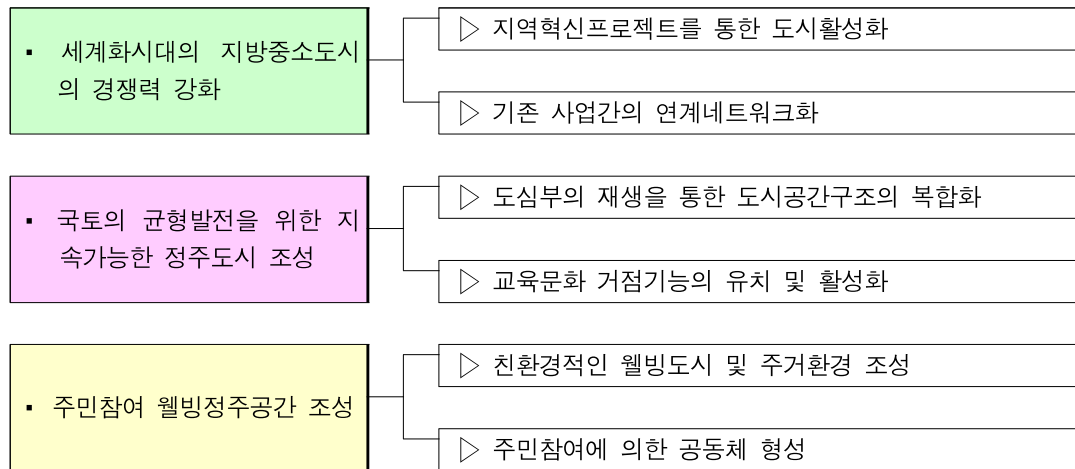 ▪ 세계화시대의 지방중소도시
의 경쟁력 강화
▷ 지역혁신프로젝트를 통한 도시활성화
▷ 기존 사업간의 연계네트워크화
▪ 국토의 균형발전을 위한 지
속가능한 정주도시 조성
▷ 도심부의 재생을 통한 도시공간구조의 복합화
▷ 교육문화 거점기능의 유치 및 활성화
▪ 주민참여 웰빙정주공간 조성
▷ 친환경적인 웰빙도시 및 주거환경 조성
▷ 주민참여에 의한 공동체 형성